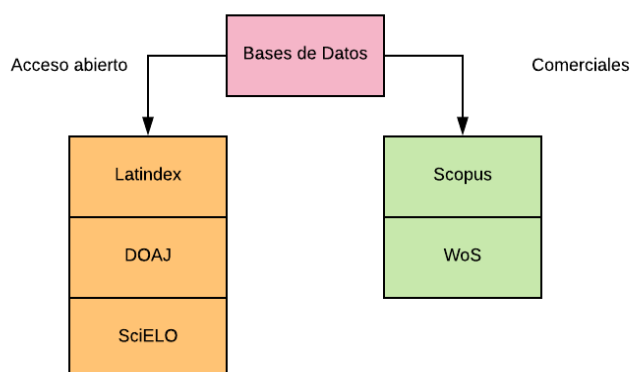 Bases de Datos
Acceso abierto
Comerciales
Latindex
DOAJ
SciELO
Scopus
WoS